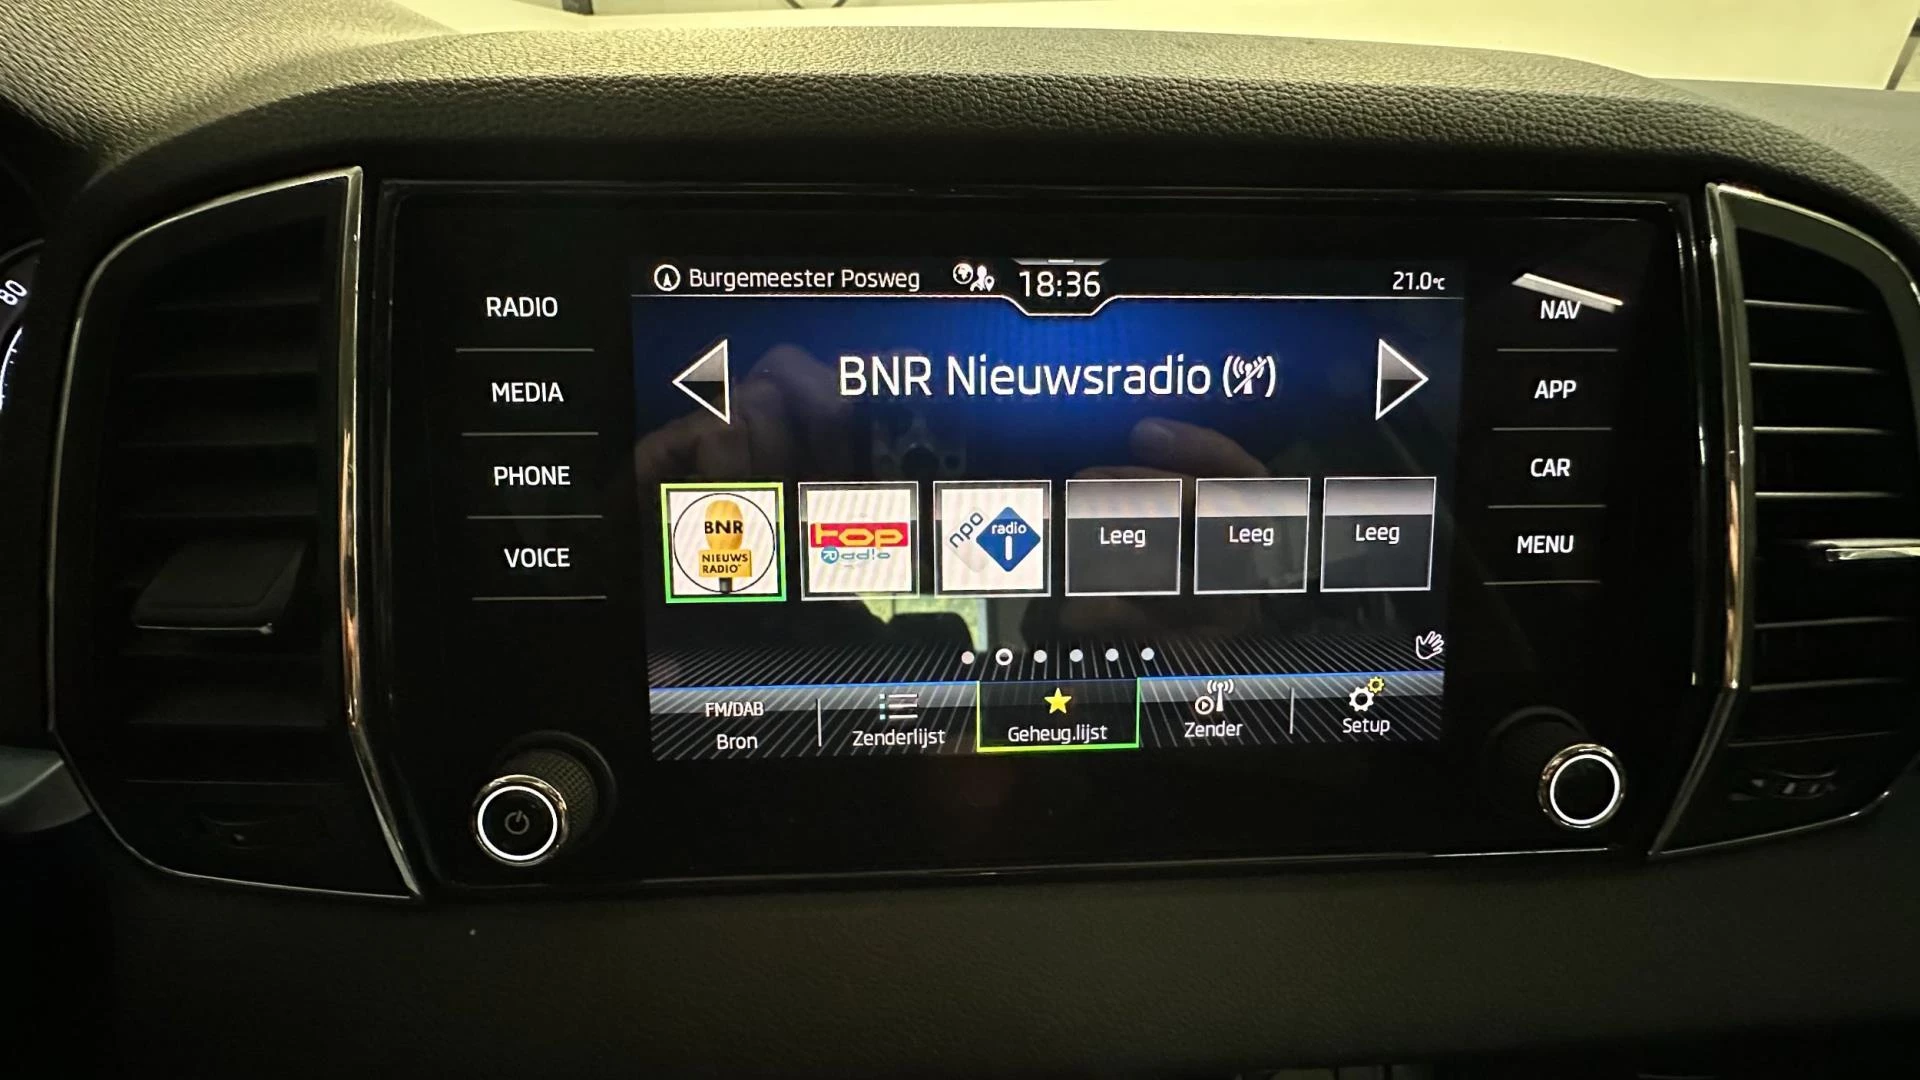 80
RADIO
MEDIA
PHONE
VOICE
Burgemeester Posweg
18:36
21.0°C
BNR Nieuwsradio
BNR
NIEUWS
RADIO
top
Radio
npo
radio
1
Leeg
Leeg
Leeg
FM/DAB
Bron
Zenderlijst
Geheug.lijst
Zender
Setup
NAV
APP
CAR
MENU